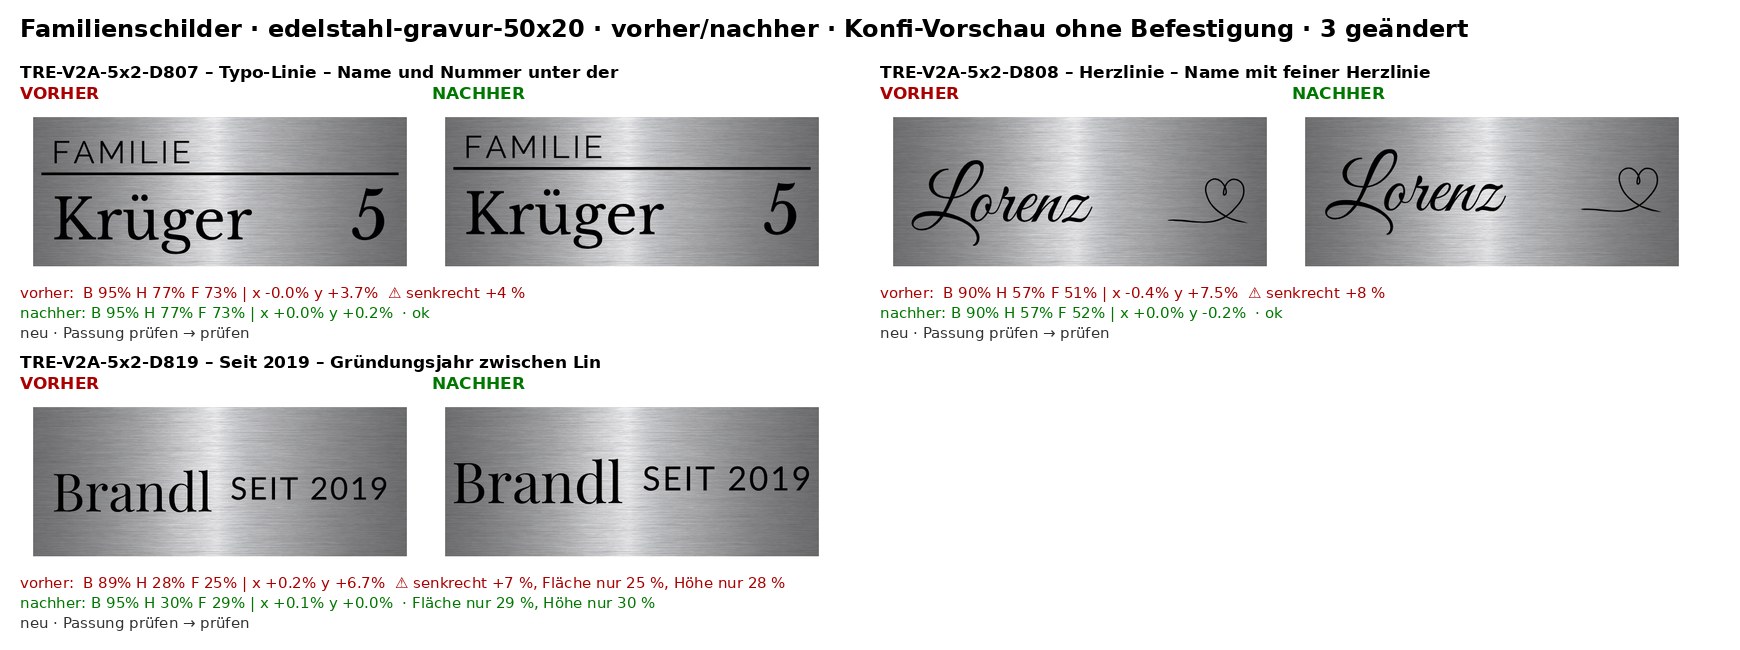 Familienschilder · edelstahl-gravur-50x20 · vorher/nachher · Konfi-Vorschau ohne Befestigung · 3 geändert
TRE-V2A-5x2-D807 – Typo-Linie – Name und Nummer unter der
VORHER
NACHHER
FAMILIE
Krüger 5
FAMILIE
Krüger 5
vorher: B 95% H 77% F 73% | x -0.0% y +3.7% ⚠ senkrecht +4 %
nachher: B 95% H 77% F 73% | x +0.0% y +0.2% · ok
neu · Passung prüfen → prüfen
TRE-V2A-5x2-D808 – Herzlinie – Name mit feiner Herzlinie
VORHER
NACHHER
Lorenz
Lorenz
vorher: B 90% H 57% F 51% | x -0.4% y +7.5% ⚠ senkrecht +8 %
nachher: B 90% H 57% F 52% | x +0.0% y -0.2% · ok
neu · Passung prüfen → prüfen
TRE-V2A-5x2-D819 – Seit 2019 – Gründungsjahr zwischen Lin
VORHER
NACHHER
Brandl SEIT 2019
Brandl SEIT 2019
vorher: B 89% H 28% F 25% | x +0.2% y +6.7% ⚠ senkrecht +7 %, Fläche nur 25 %, Höhe nur 28 %
nachher: B 95% H 30% F 29% | x +0.1% y +0.0% · Fläche nur 29 %, Höhe nur 30 %
neu · Passung prüfen → prüfen